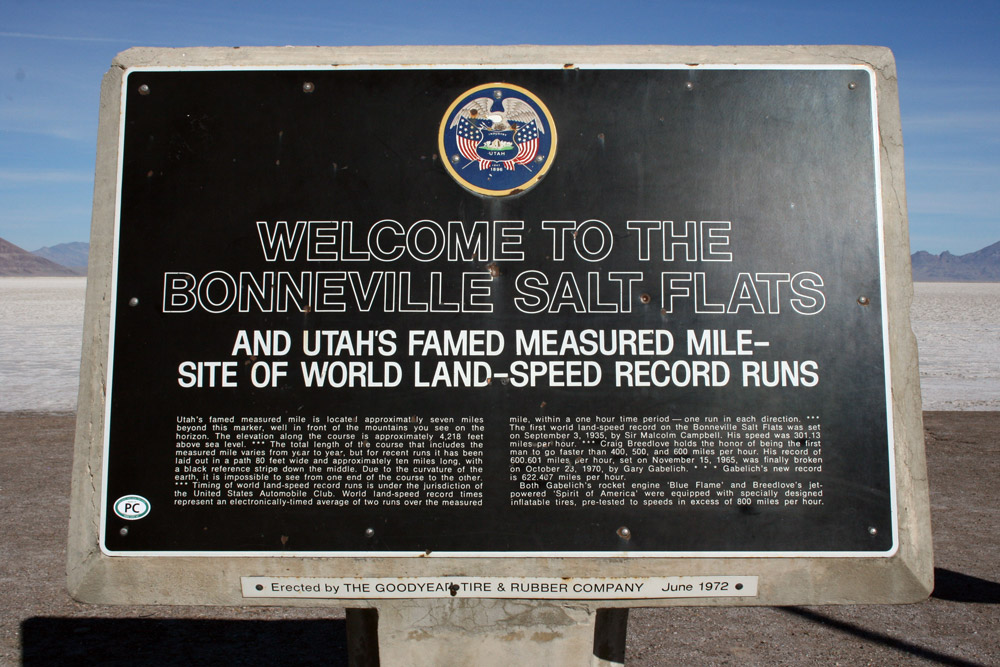 UTAH
1896
WELCOME TO THE
BONNEVILLE SALT FLATS
AND UTAH'S FAMED MEASURED MILE–
SITE OF WORLD LAND–SPEED RECORD RUNS
Utah's famed measured mile is located approximately seven miles
beyond this marker, well in front of the mountains you see on the
horizon. The elevation along the course is approximately 4,218 feet
above sea level. *** The total length of the course that includes the
measured mile varies from year to year, but for recent runs it has been
laid out in a path 80 feet wide and approximately ten miles long, with
a black reference stripe down the middle. Due to the curvature of the
earth, it is impossible to see from one end of the course to the other.
*** Timing of world land-speed record runs is under the jurisdiction of
the United States Automobile Club. World land-speed record times
represent an electronically-timed average of two runs over the measured
mile, within a one hour time period — one run in each direction. ***
The first world land-speed record on the Bonneville Salt Flats was set
on September 3, 1935, by Sir Malcolm Campbell. His speed was 301.13
miles per hour. *** Craig Breedlove holds the honor of being the first
man to go faster than 400, 500, and 600 miles per hour. His record of
600.601 miles per hour, set on November 15, 1965, was finally broken
on October 23, 1970, by Gary Gabelich. * * * Gabelich's new record
is 622.407 miles per hour.
Both Gabelich's rocket engine 'Blue Flame' and Breedlove's jet-
powered 'Spirit of America' were equipped with specially designed
inflatable tires, pre-tested to speeds in excess of 800 miles per hour.
PC
Erected by THE GOODYEAR TIRE & RUBBER COMPANY June 1972